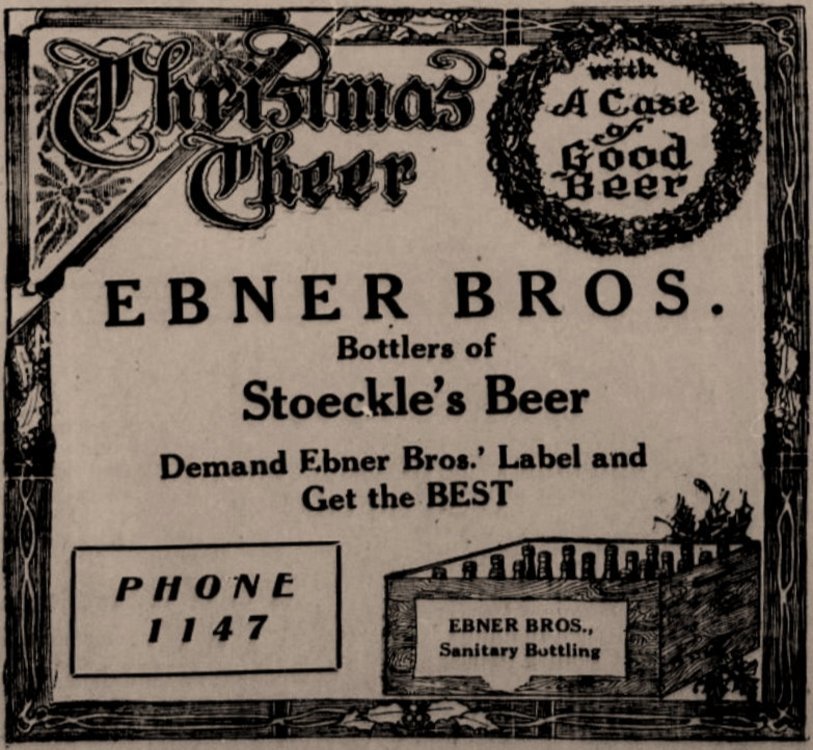 Christmas
Cheer
with
A Case
of
Good
Beer
EBNER BROS.
Bottlers of
Stoeckle's Beer
Demand Ebner Bros.' Label and
Get the BEST
PHONE
1147
EBNER BROS.,
Sanitary Bottling